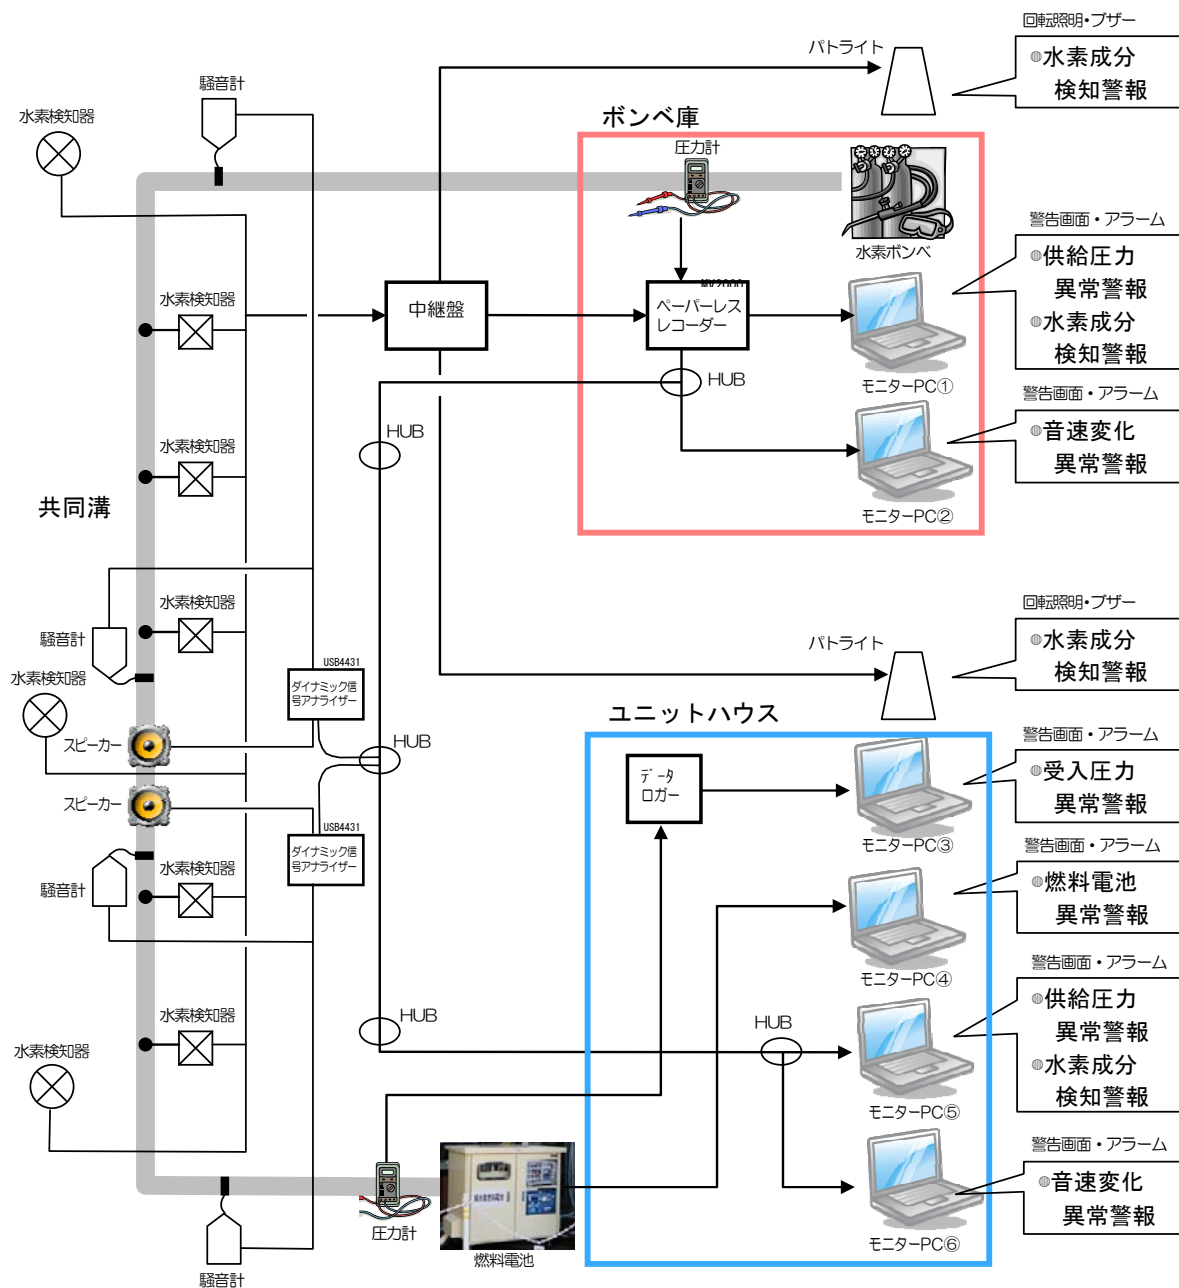 回転照明・ブザー
パトライト
◍水素成分
検知警報
騒音計
水素検知器
ボンベ庫
圧力計
水素ボンベ
警告画面・アラーム
◍供給圧力
異常警報
◍水素成分
検知警報
水素検知器
中継盤
ペーパーレス
レコーダー
モニターPC①
HUB
警告画面・アラーム
◍音速変化
異常警報
HUB
水素検知器
モニターPC②
共同溝
水素検知器
騒音計
回転照明・ブザー
パトライト
◍水素成分
検知警報
水素検知器
USB4431
ダイナミック信
号アナライザー
ユニットハウス
スピーカー
HUB
データ
ロガー
警告画面・アラーム
◍受入圧力
異常警報
スピーカー
USB4431
ダイナミック信
号アナライザー
モニターPC③
警告画面・アラーム
◍燃料電池
異常警報
騒音計
水素検知器
モニターPC④
警告画面・アラーム
◍供給圧力
異常警報
◍水素成分
検知警報
水素検知器
HUB
HUB
水素検知器
モニターPC⑤
警告画面・アラーム
◍音速変化
異常警報
圧力計
燃料電池
モニターPC⑥
騒音計